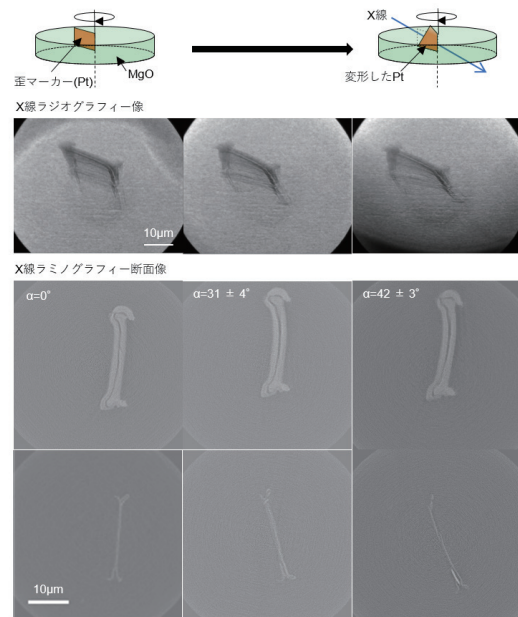 X線
歪マーカー(Pt)
MgO
変形したPt
X線ラジオグラフィー像
10μm
X線ラミノグラフィー断面像
α=0°
α=31 ± 4°
α=42 ± 3°
10μm